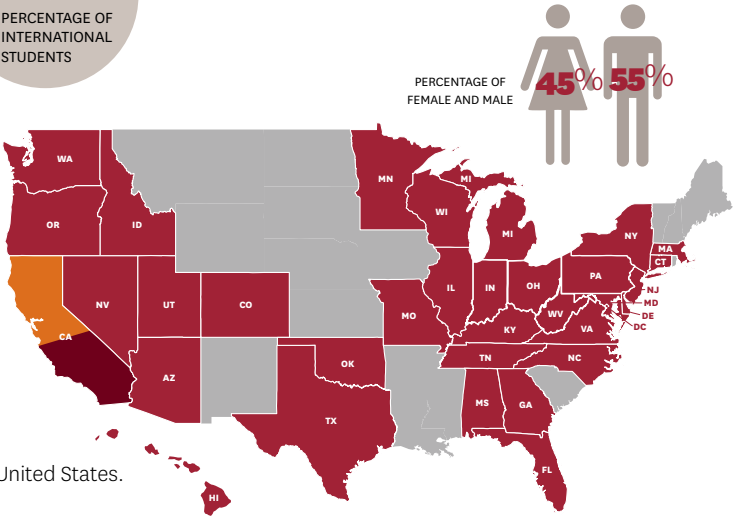 PERCENTAGE OF
INTERNATIONAL
STUDENTS
PERCENTAGE OF
FEMALE AND MALE
45% 55%
WA
MN
MI
OR
ID
WI
MI
NY
MA
CT
NV
UT
CO
IL
IN
OH
PA
NJ
MD
DE
DC
CA
MO
KY
WV
VA
AZ
OK
TN
NC
TX
MS
GA
FL
HI
United States.